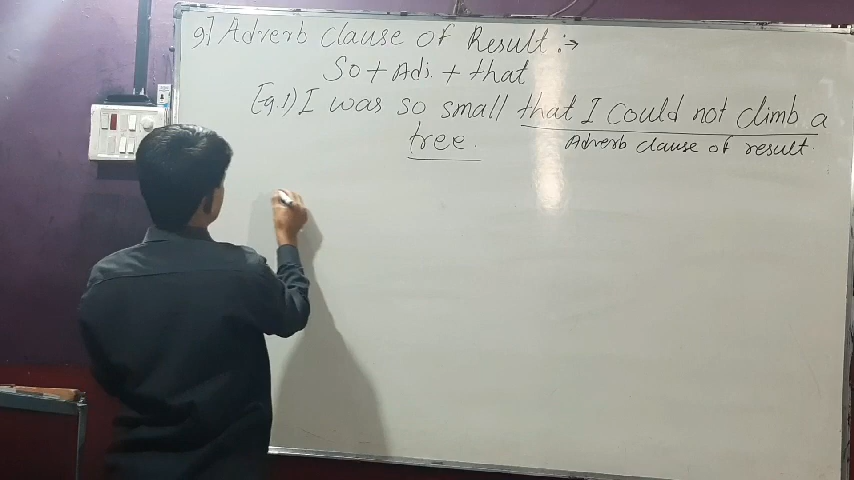 9] Adverb Clause of Result :→
So + Adj. + that
Eg. 1) I was so small that I could not climb a
tree.
Adverb clause of result.